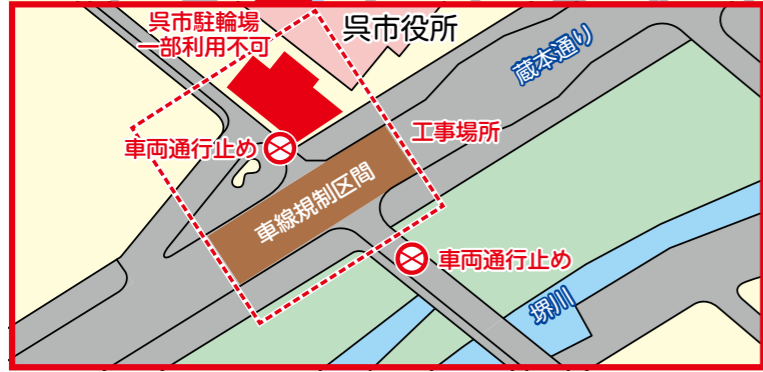 呉市駐輪場
一部利用不可
呉市役所
蔵本通り
工事場所
車両通行止め
車線規制区間
車両通行止め
堺川